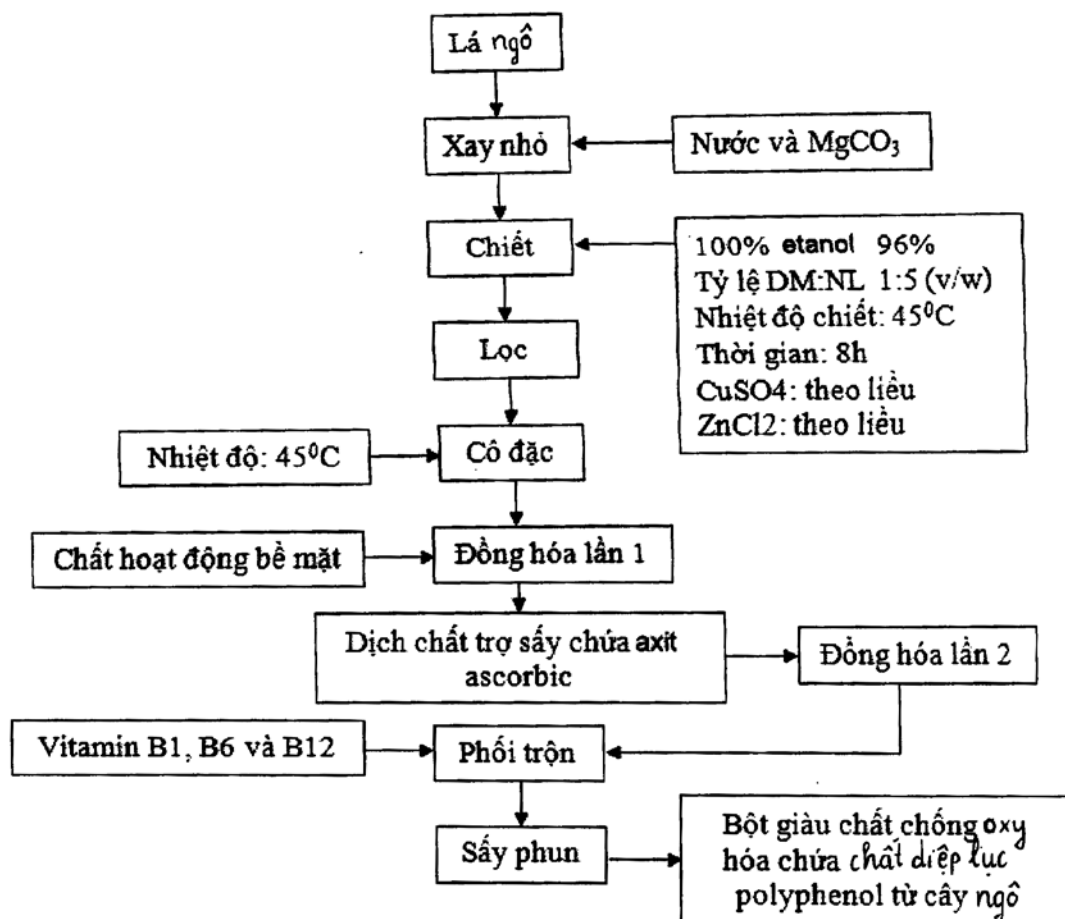 Lá ngô
Xay nhỏ
Nước và MgCO₃
Chiết
100% etanol 96%
Tỷ lệ DM:NL 1:5 (v/w)
Nhiệt độ chiết: 45⁰C
Thời gian: 8h
CuSO4: theo liều
ZnCl2: theo liều
Lọc
Nhiệt độ: 45⁰C
Cô đặc
Chất hoạt động bề mặt
Đồng hóa lần 1
Dịch chất trợ sấy chứa axit
ascorbic
Đồng hóa lần 2
Vitamin B1, B6 và B12
Phối trộn
Sấy phun
Bột giàu chất chống oxy
hóa chứa chất diệp lục
polyphenol từ cây ngô